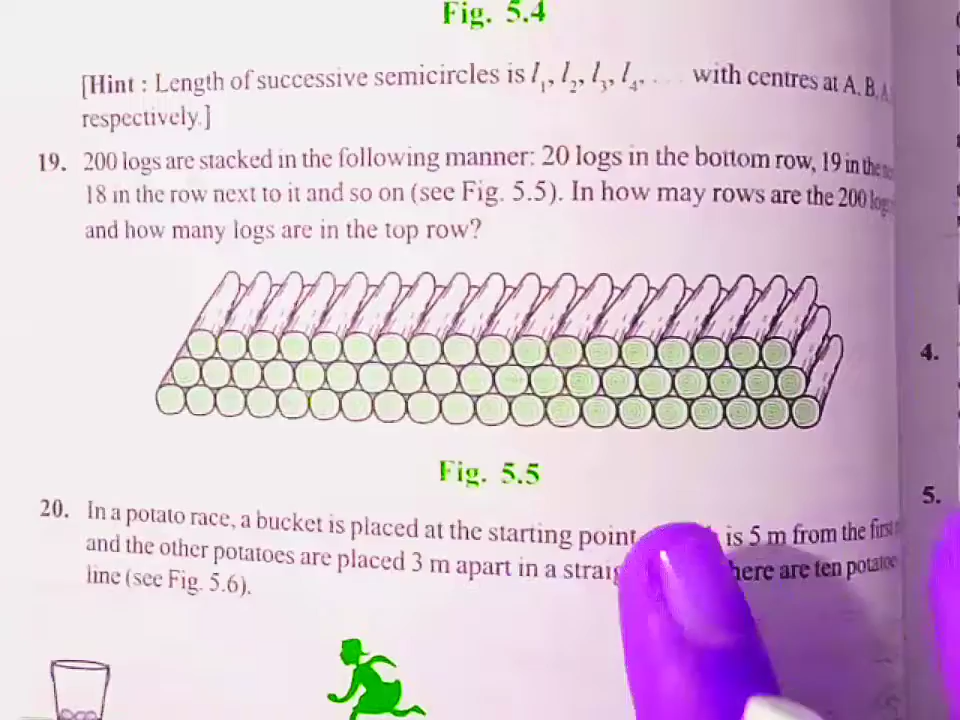 Fig. 5.4
[Hint : Length of successive semicircles is l₁, l₂, l₃, l₄, . . . with centres at A, B, A,
respectively.]
19. 200 logs are stacked in the following manner: 20 logs in the bottom row, 19 in the
18 in the row next to it and so on (see Fig. 5.5). In how may rows are the 200 logs
and how many logs are in the top row?
4.
Fig. 5.5
5.
20. In a potato race, a bucket is placed at the starting point is 5 m from the first
and the other potatoes are placed 3 m apart in a here are ten
line (see Fig. 5.6).